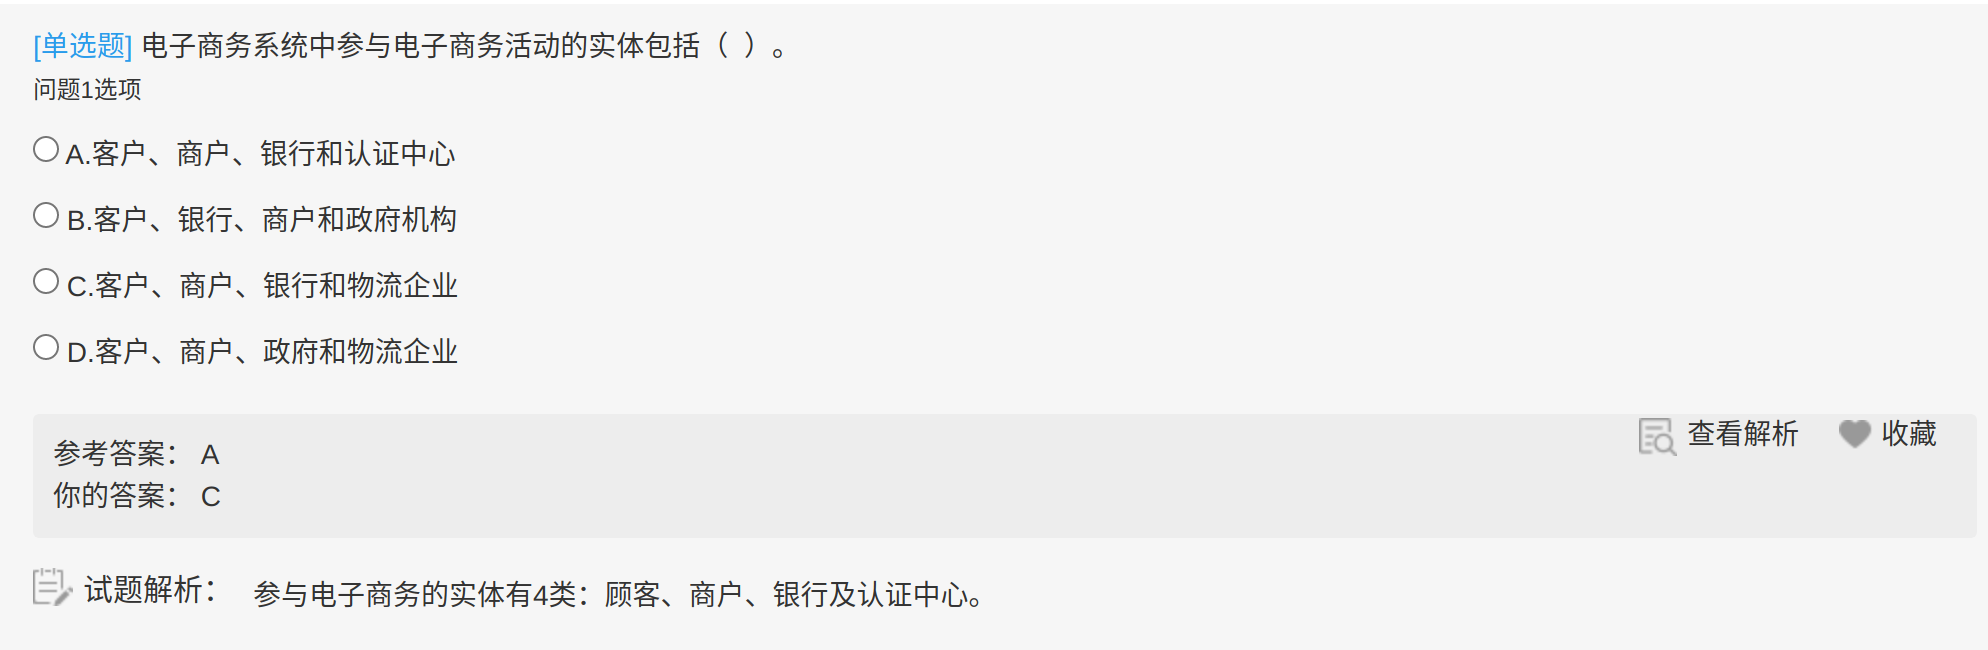 [单选题] 电子商务系统中参与电子商务活动的实体包括（ ）。
问题1选项
A.客户、商户、银行和认证中心
B.客户、银行、商户和政府机构
C.客户、商户、银行和物流企业
D.客户、商户、政府和物流企业
查看解析 收藏
参考答案： A
你的答案： C
试题解析： 参与电子商务的实体有4类：顾客、商户、银行及认证中心。